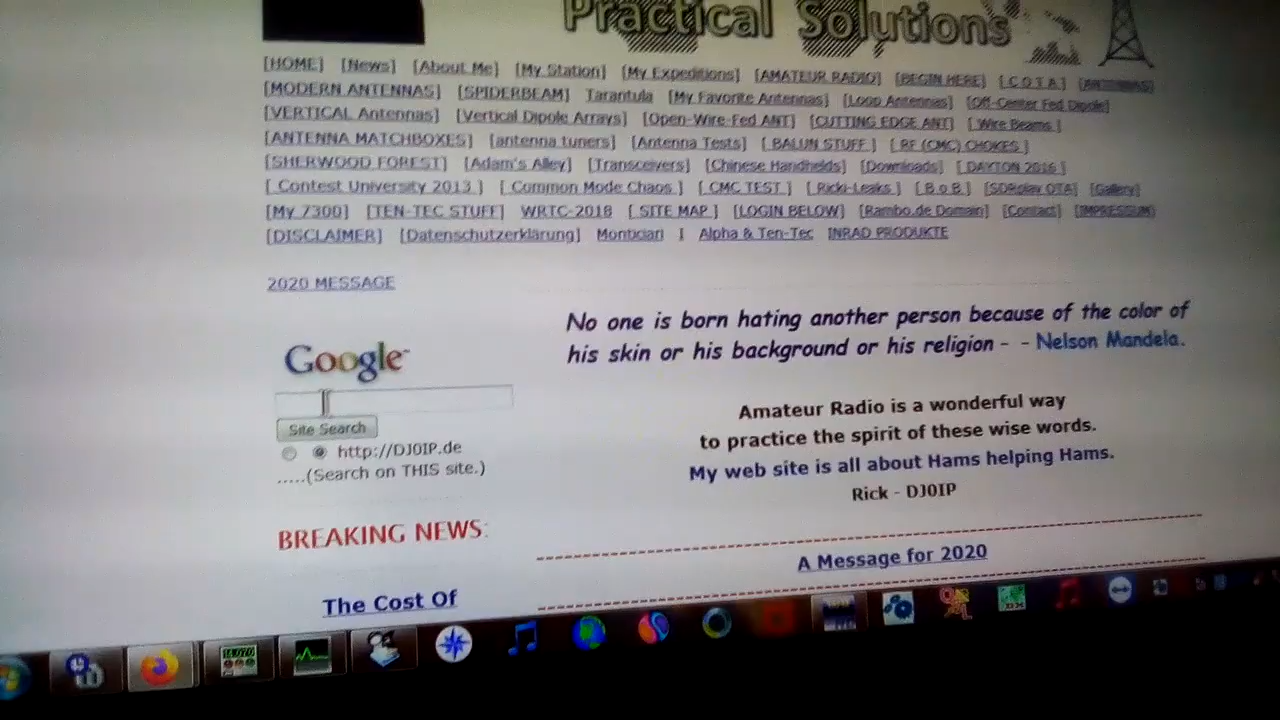 Practical Solutions
[HOME] [News] [About Me] [My Station] [My Expeditions] [AMATEUR RADIO] [BEGIN HERE] [ C.O.T.A. ] [ANTENNAS]
[MODERN ANTENNAS] [SPIDERBEAM] Tarantula [My Favorite Antennas] [Loop Antennas] [Off-Center Fed Dipole]
[VERTICAL Antennas] [Vertical Dipole Arrays] [Open-Wire-Fed ANT] [CUTTING EDGE ANT] [ Wire Beams ]
[ANTENNA MATCHBOXES] [antenna tuners] [Antenna Tests] [ BALUN STUFF ] [ RF (CMC) CHOKES ]
[SHERWOOD FOREST] [Adam's Alley] [Transceivers] [Chinese Handhelds] [Downloads] [ DAYTON 2016 ]
[ Contest University 2013 ] [ Common Mode Chaos ] [ CMC TEST ] [ Ricki-Leaks ] [ B.o.B. ] [SDRplay OTA] [Gallery]
[My 7300] [TEN-TEC STUFF] WRTC-2018 [ SITE MAP ] [LOGIN BELOW] [Rambo.de Domain] [Contact] [IMPRESSUM]
[DISCLAIMER] [Datenschutzerklärung] Montclair I Alpha & Ten-Tec INRAD PRODUKTE
2020 MESSAGE
No one is born hating another person because of the color of
his skin or his background or his religion - - Nelson Mandela.
Google
Site Search
http://DJ0IP.de
.....(Search on THIS site.)
Amateur Radio is a wonderful way
to practice the spirit of these wise words.
My web site is all about Hams helping Hams.
Rick - DJ0IP
BREAKING NEWS:
A Message for 2020
The Cost Of